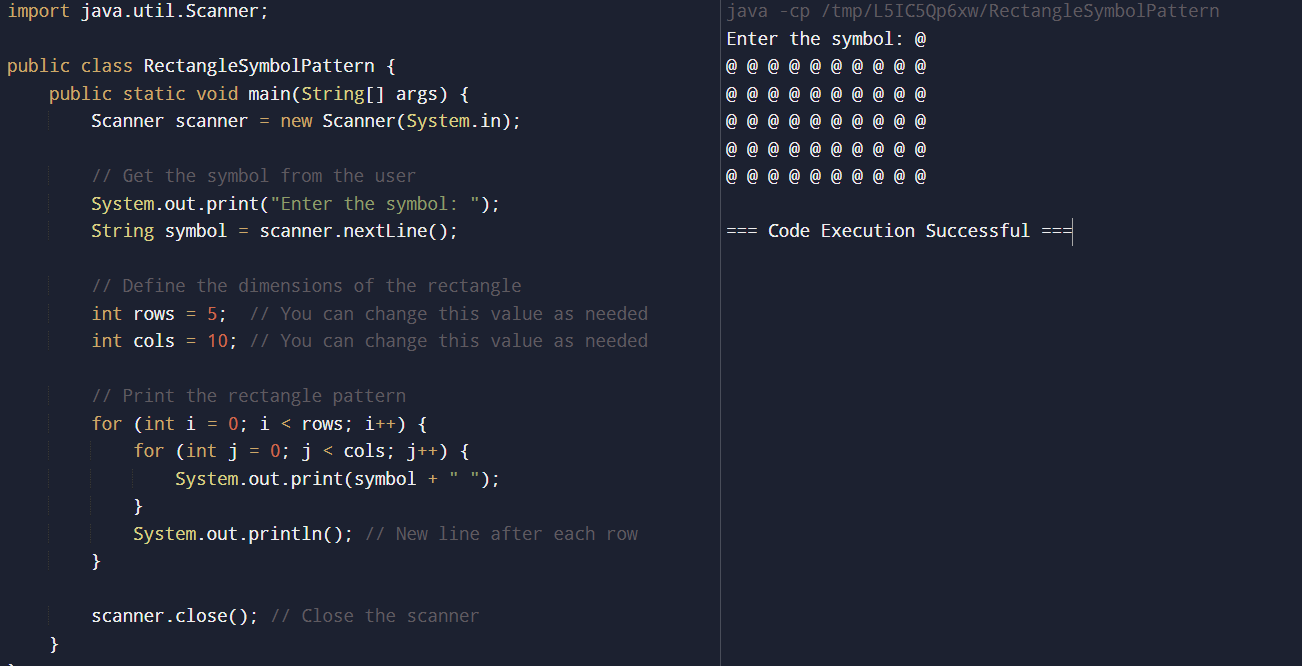 import java.util.Scanner;
public class RectangleSymbolPattern {
public static void main(String[] args) {
Scanner scanner = new Scanner(System.in);
// Get the symbol from the user
System.out.print("Enter the symbol: ");
String symbol = scanner.nextLine();
// Define the dimensions of the rectangle
int rows = 5;  // You can change this value as needed
int cols = 10; // You can change this value as needed
// Print the rectangle pattern
for (int i = 0; i < rows; i++) {
for (int j = 0; j < cols; j++) {
System.out.print(symbol + " ");
}
System.out.println(); // New line after each row
}
scanner.close(); // Close the scanner
}
java -cp /tmp/L5IC5Qp6xw/RectangleSymbolPattern
Enter the symbol: @
@ @ @ @ @ @ @ @ @ @
@ @ @ @ @ @ @ @ @ @
@ @ @ @ @ @ @ @ @ @
@ @ @ @ @ @ @ @ @ @
@ @ @ @ @ @ @ @ @ @
=== Code Execution Successful ===